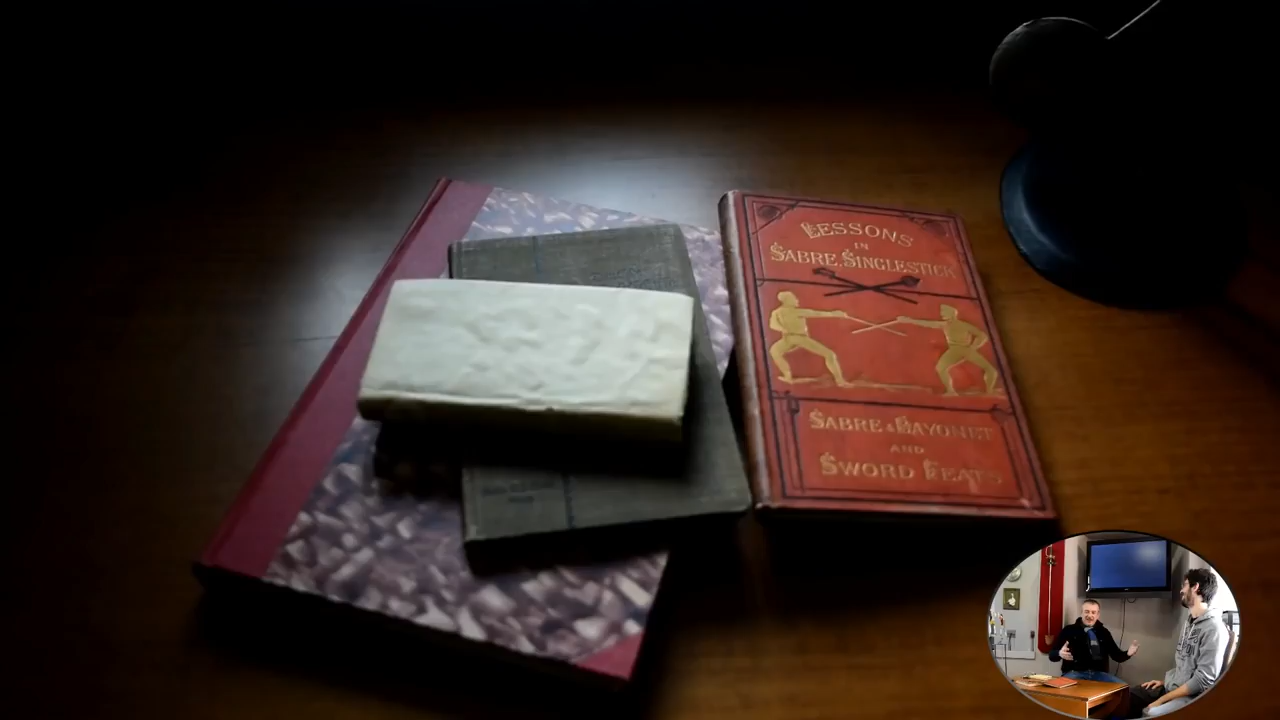 LESSONS
IN
SABRE, SINGLESTICK
SABRE & BAYONET
AND
SWORD FEATS